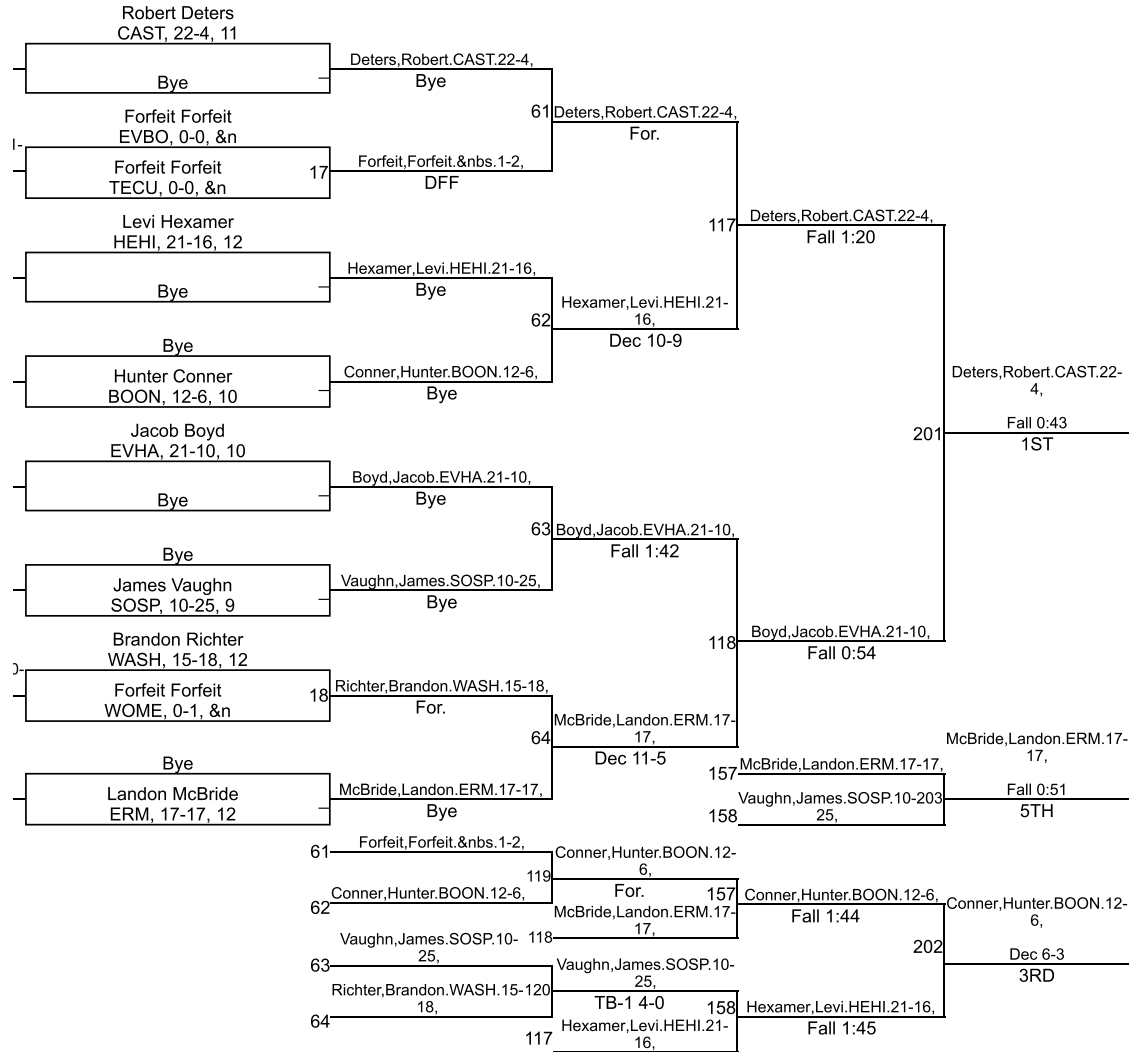 Robert Deters
CAST, 22-4, 11
Deters,Robert.CAST.22-4,
Bye
Bye
Forfeit Forfeit
EVBO, 0-0, &n
61
Deters,Robert.CAST.22-4,
For.
Forfeit Forfeit
TECU, 0-0, &n
17
Forfeit,Forfeit.&nbs.1-2,
DFF
Levi Hexamer
HEHI, 21-16, 12
117
Deters,Robert.CAST.22-4,
Fall 1:20
Hexamer,Levi.HEHI.21-16,
Bye
Bye
62
Hexamer,Levi.HEHI.21-
16,
Dec 10-9
Bye
Hunter Conner
BOON, 12-6, 10
Conner,Hunter.BOON.12-6,
Bye
Deters,Robert.CAST.22-
4,
201
Fall 0:43
1ST
Jacob Boyd
EVHA, 21-10, 10
Boyd,Jacob.EVHA.21-10,
Bye
Bye
63
Boyd,Jacob.EVHA.21-10,
Fall 1:42
Bye
James Vaughn
SOSP, 10-25, 9
Vaughn,James.SOSP.10-25,
Bye
Brandon Richter
WASH, 15-18, 12
118
Boyd,Jacob.EVHA.21-10,
Fall 0:54
Forfeit Forfeit
WOME, 0-1, &n
18
Richter,Brandon.WASH.15-18,
For.
64
McBride,Landon.ERM.17-
17,
Dec 11-5
Bye
Landon McBride
ERM, 17-17, 12
McBride,Landon.ERM.17-17,
Bye
157
McBride,Landon.ERM.17-17,
158
Vaughn,James.SOSP.10-203
25,
McBride,Landon.ERM.17-
17,
Fall 0:51
5TH
61
Forfeit,Forfeit.&nbs.1-2,
119
Conner,Hunter.BOON.12-
6,
For.
62
Conner,Hunter.BOON.12-6,
157
Conner,Hunter.BOON.12-6,
Fall 1:44
118
McBride,Landon.ERM.17-
17,
Conner,Hunter.BOON.12-
6,
202
Dec 6-3
3RD
63
Vaughn,James.SOSP.10-
25,
Vaughn,James.SOSP.10-
25,
TB-1 4-0
64
Richter,Brandon.WASH.15-120
18,
158
Hexamer,Levi.HEHI.21-16,
Fall 1:45
117
Hexamer,Levi.HEHI.21-
16,